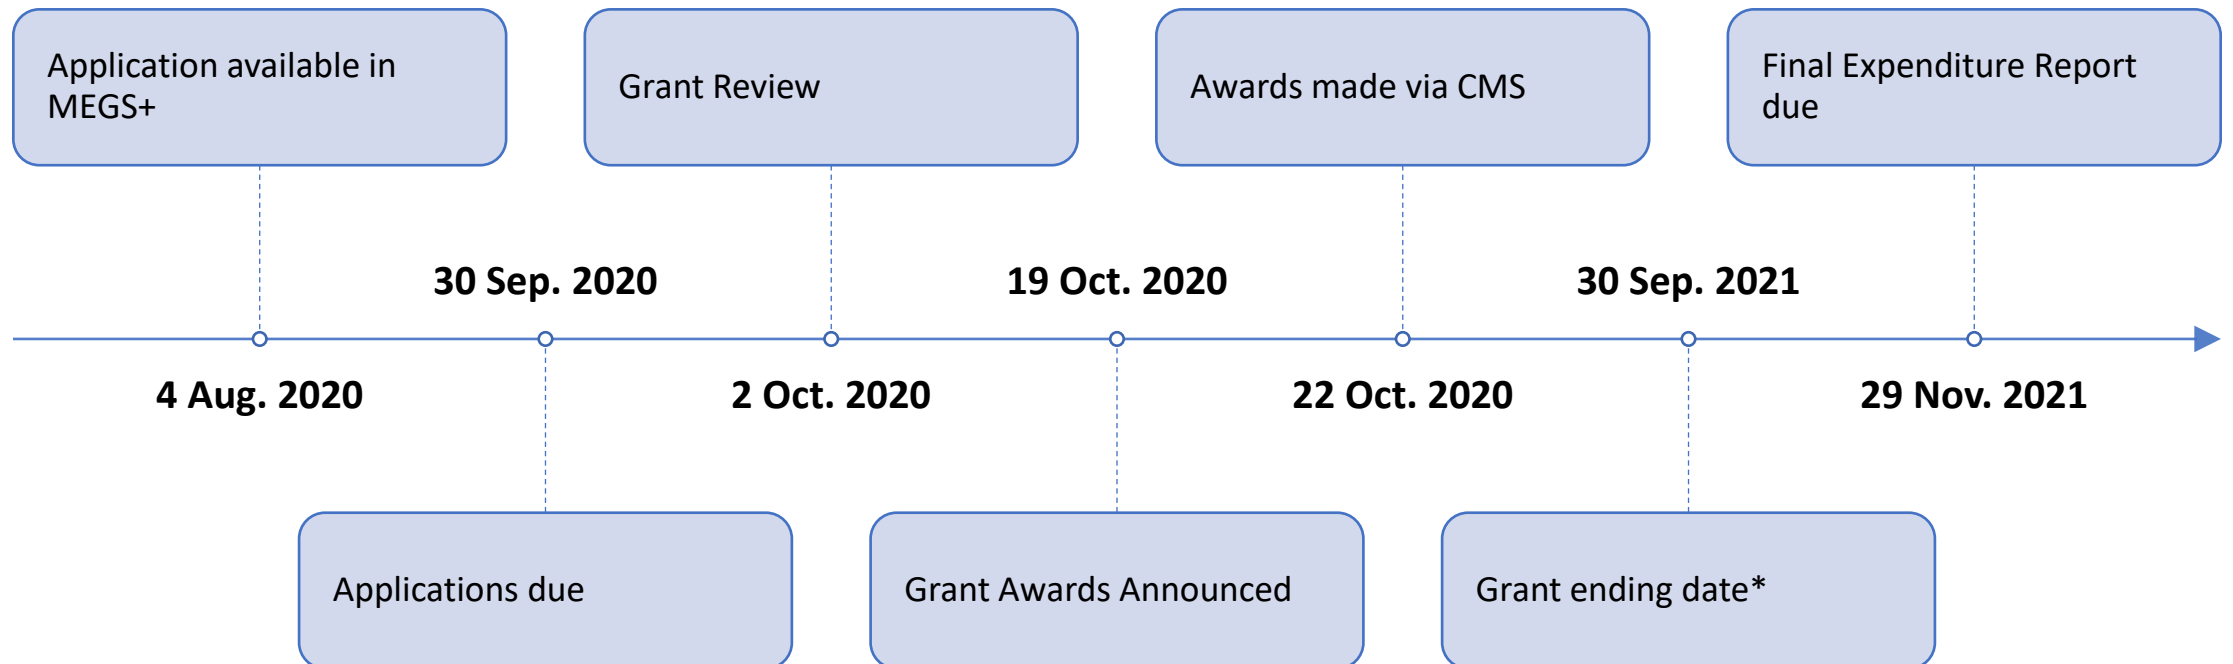 Application available in
MEGS+
Grant Review
Awards made via CMS
Final Expenditure Report
due
30 Sep. 2020
19 Oct. 2020
30 Sep. 2021
4 Aug. 2020
2 Oct. 2020
22 Oct. 2020
29 Nov. 2021
Applications due
Grant Awards Announced
Grant ending date*